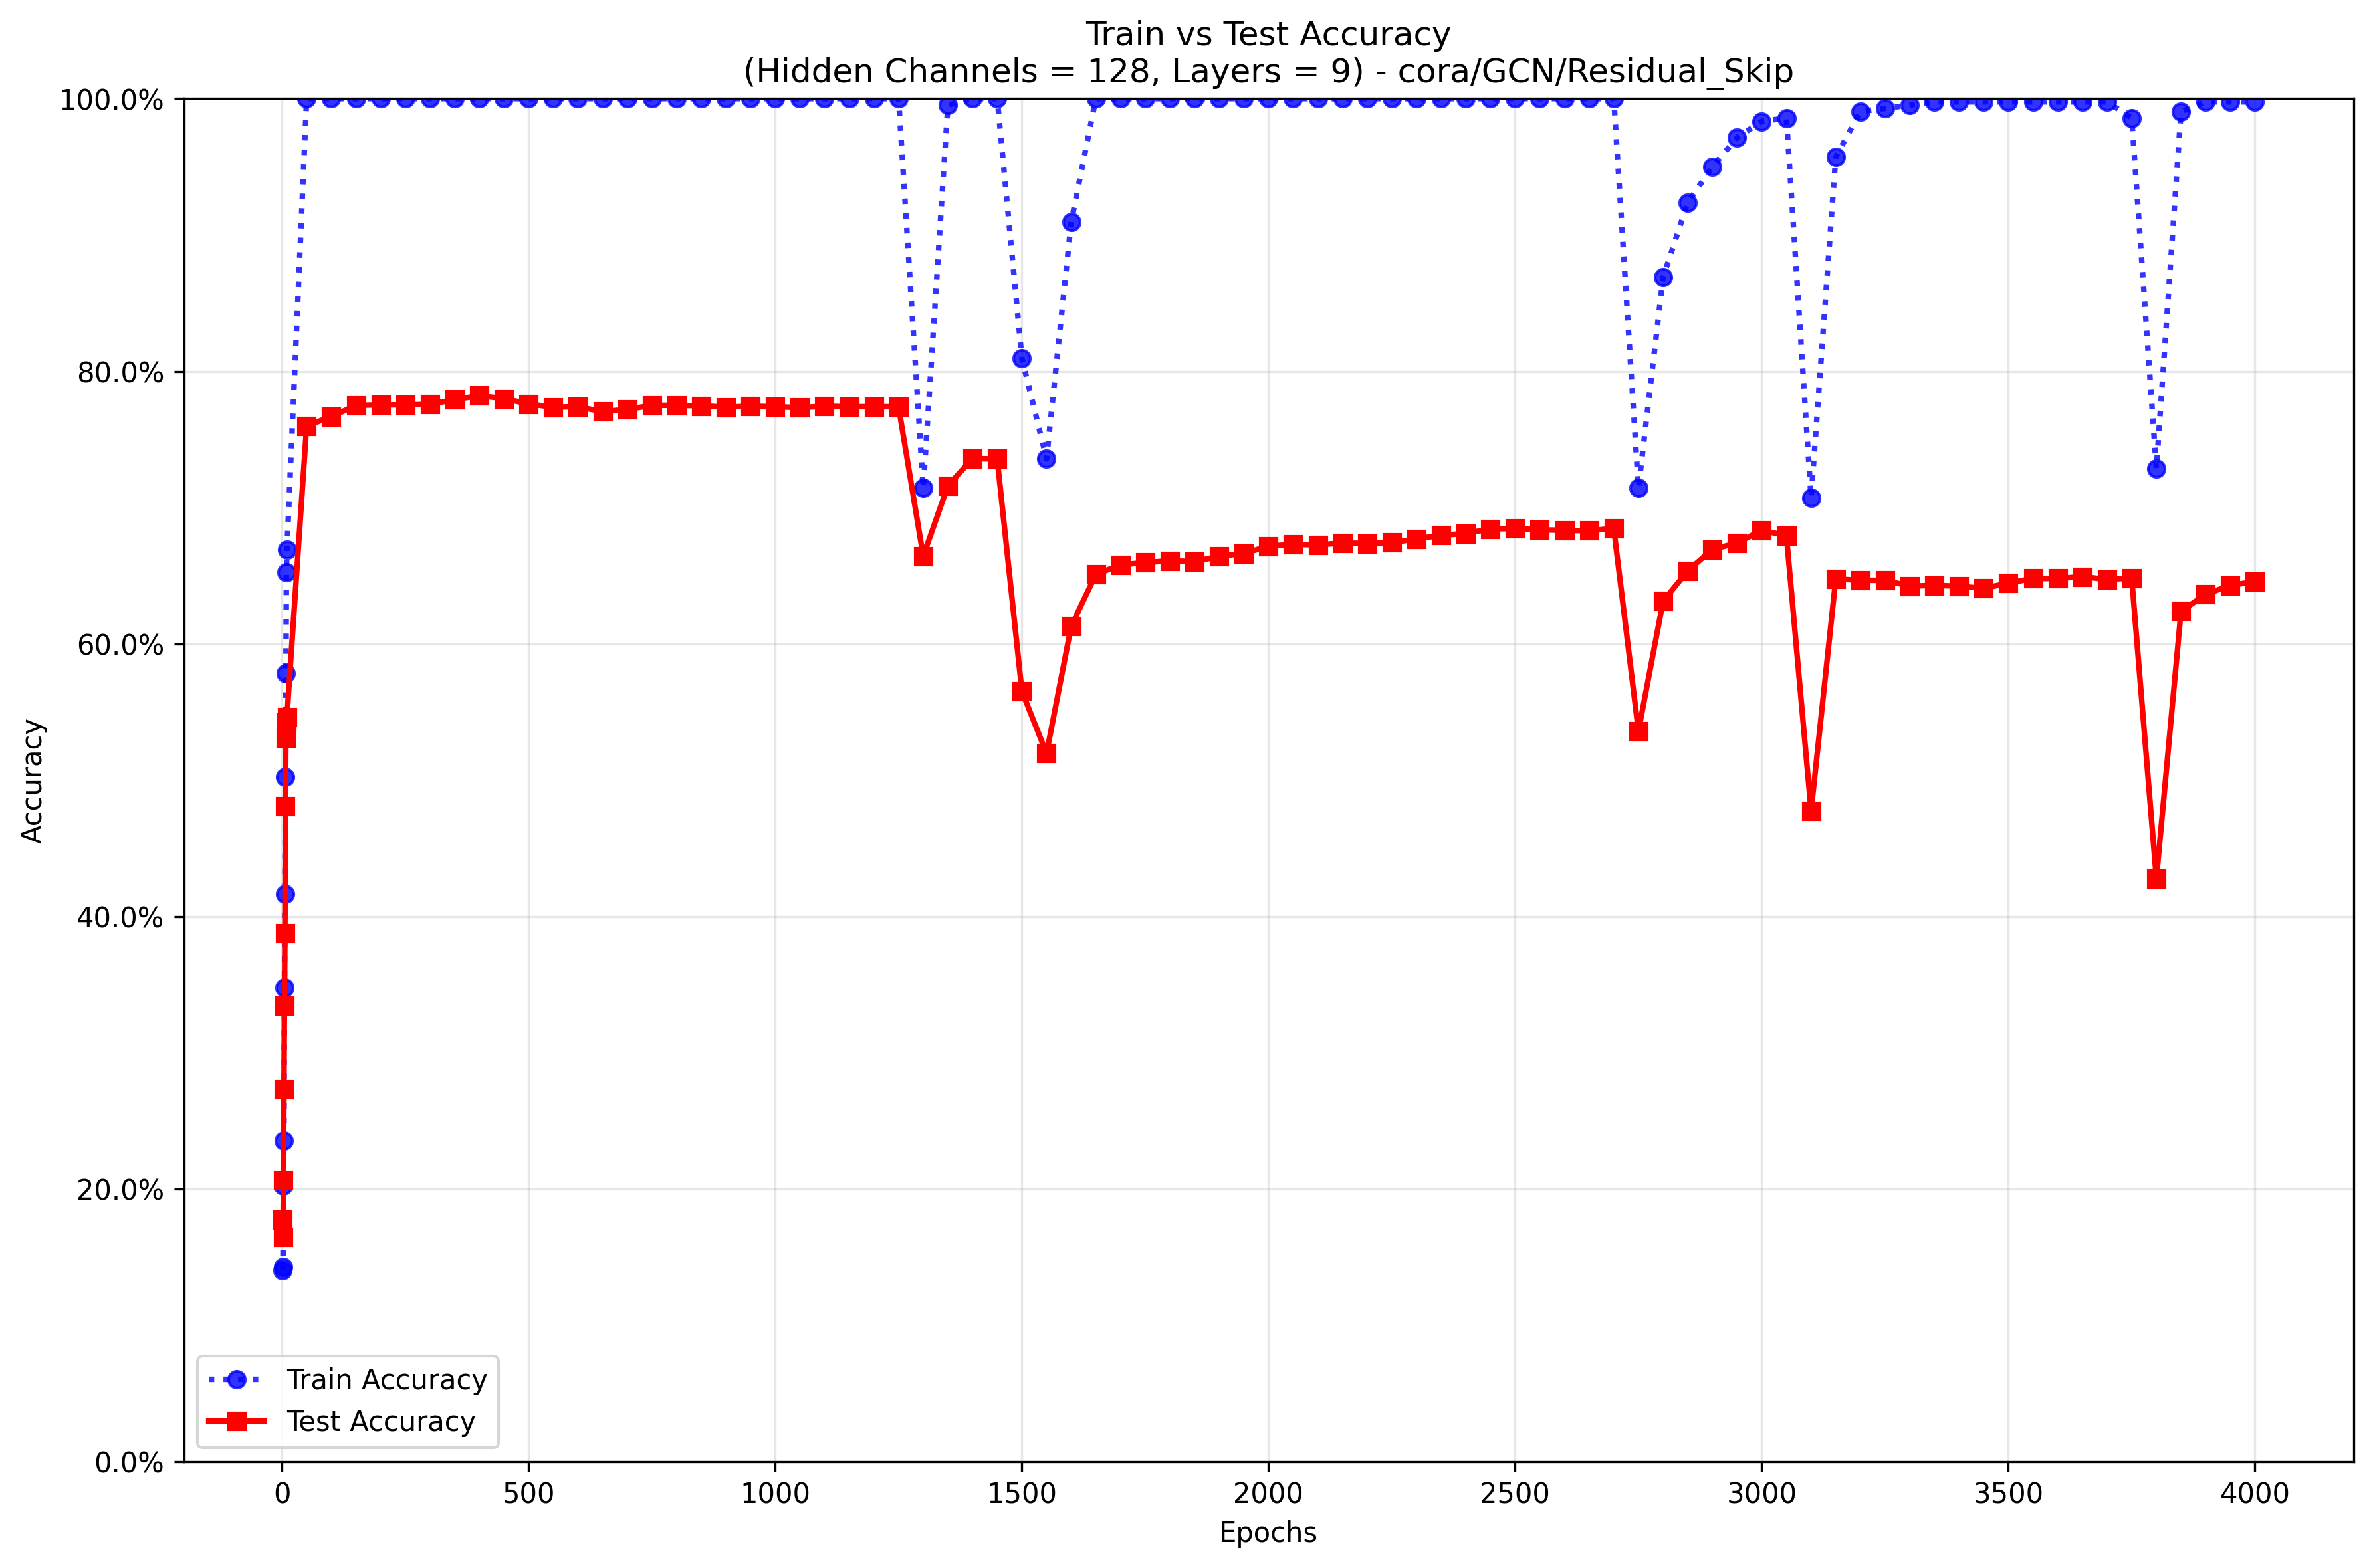 Train vs Test Accuracy
(Hidden Channels = 128, Layers = 9) - cora/GCN/Residual_Skip
100.0%
80.0%
60.0%
40.0%
20.0%
0.0%
Accuracy
Train Accuracy
Test Accuracy
0 500 1000 1500 2000 2500 3000 3500 4000
Epochs